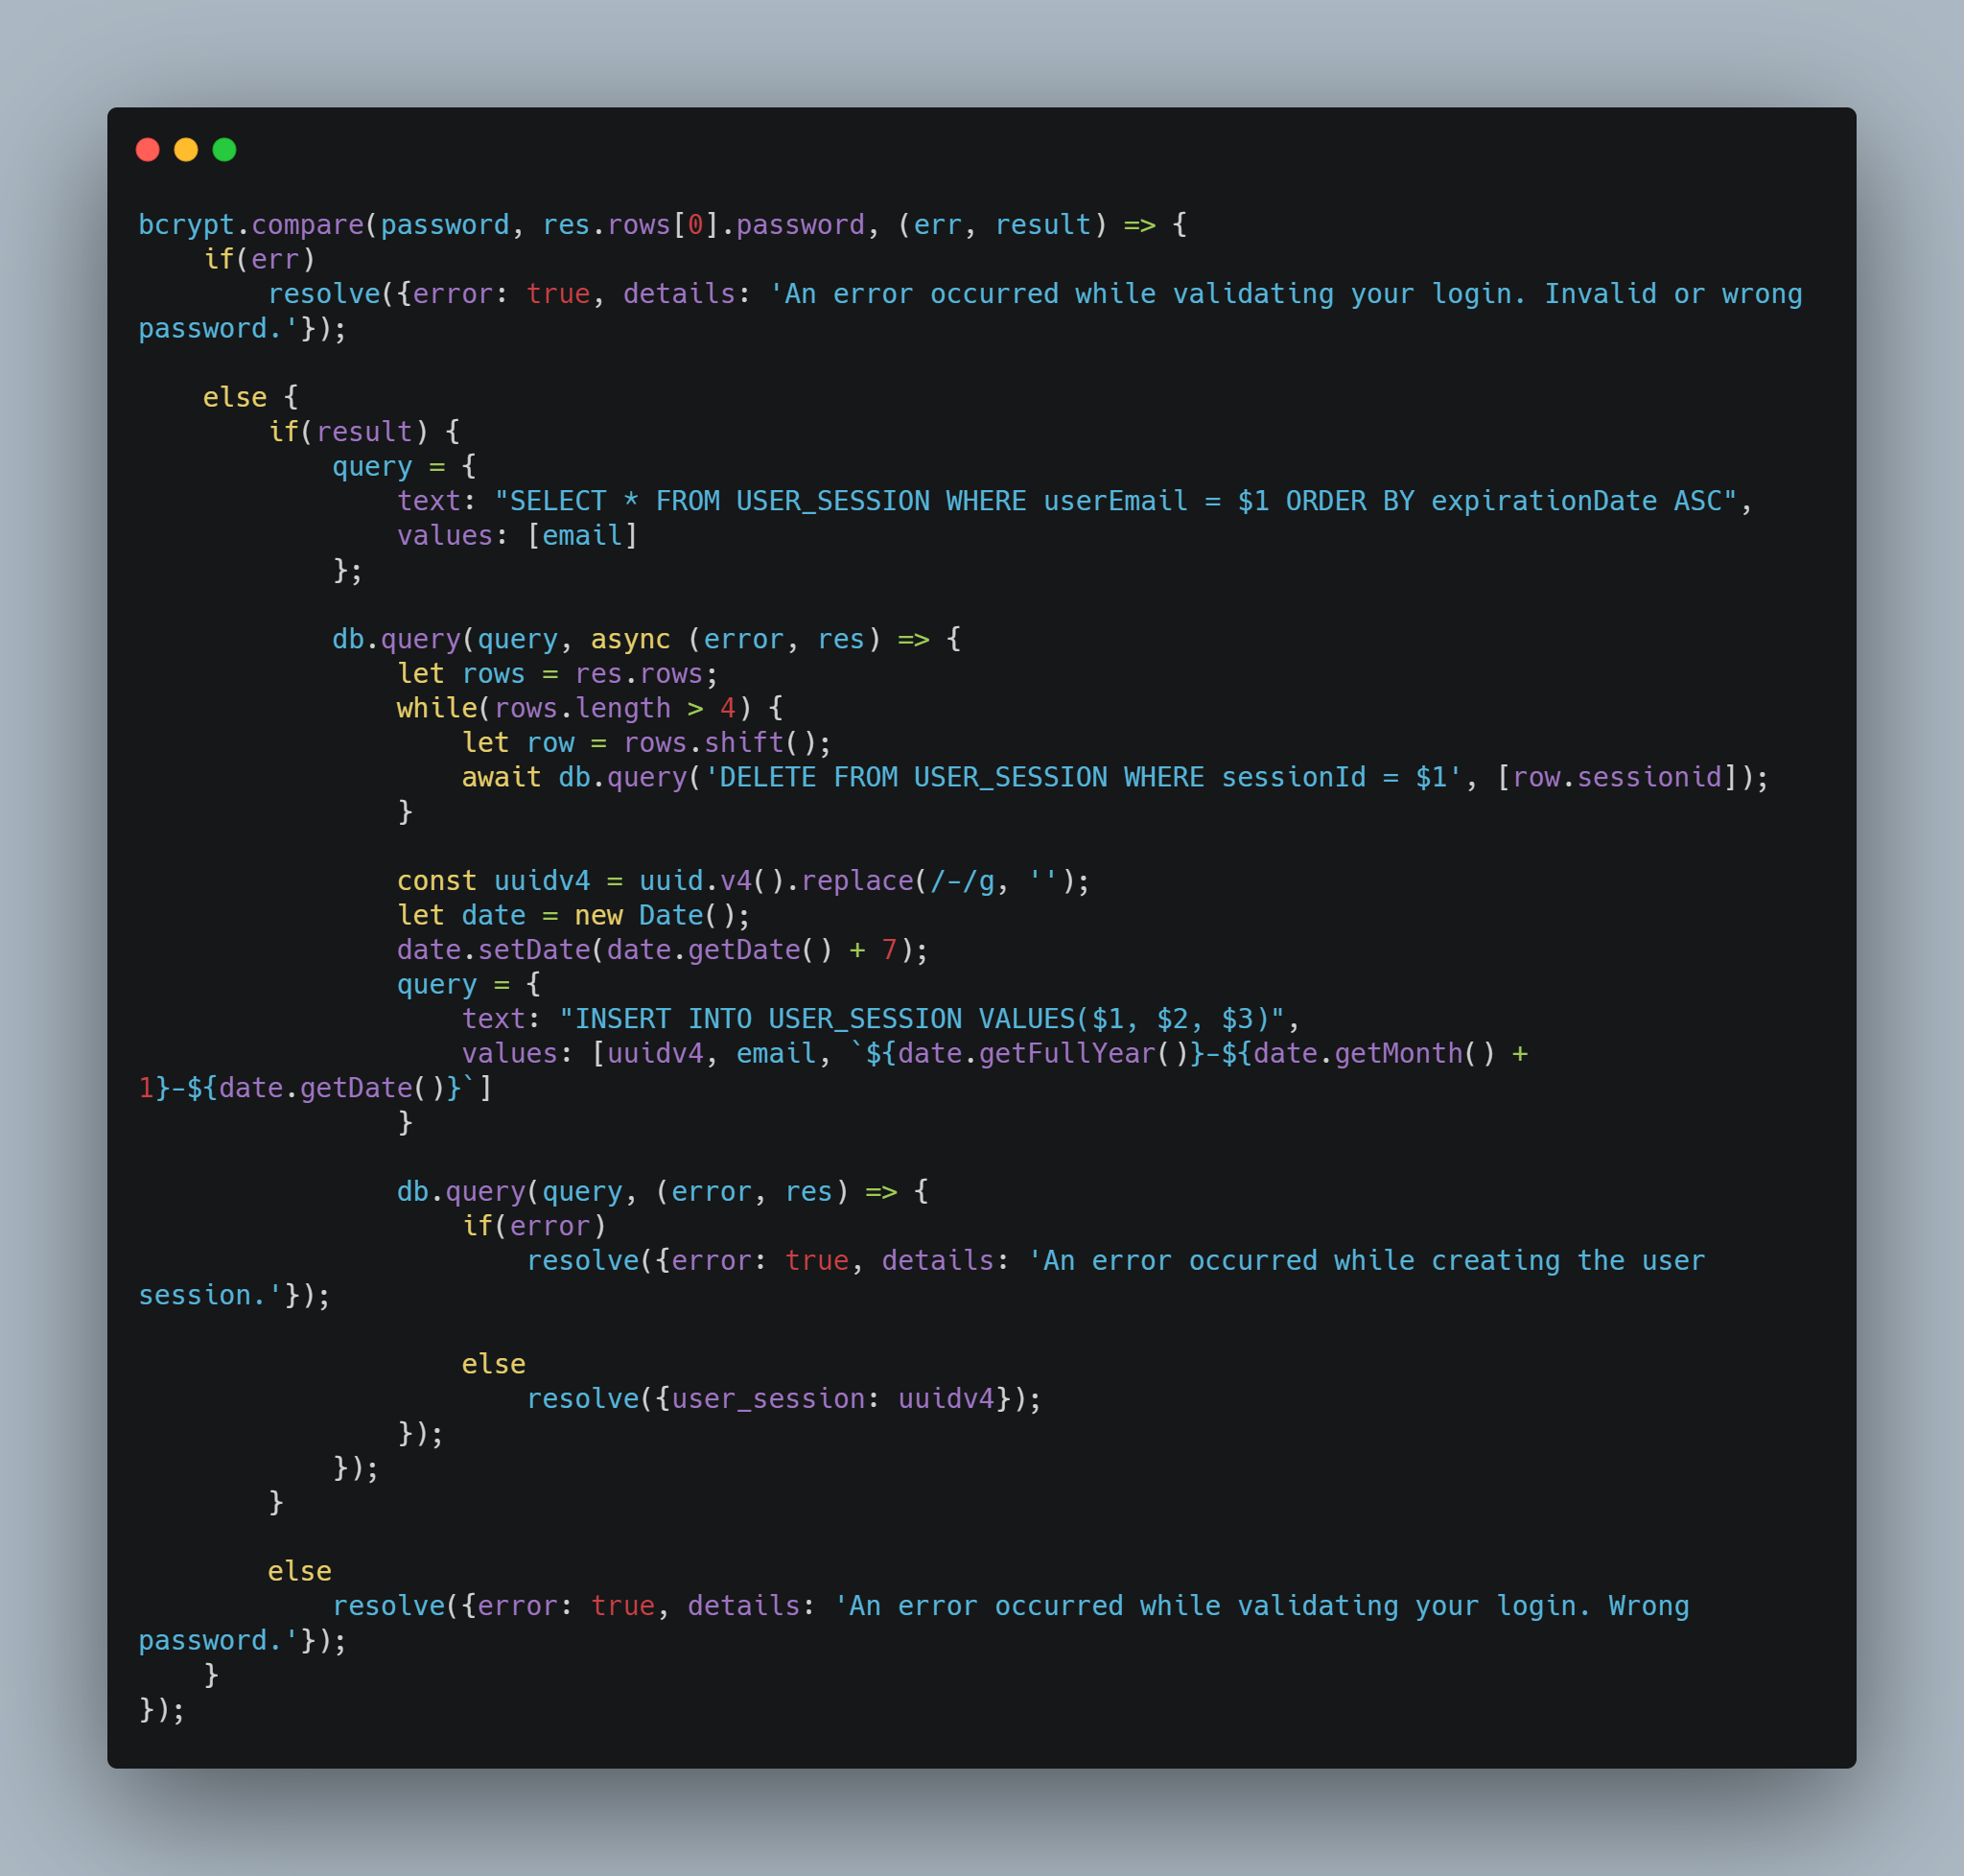 bcrypt.compare(password, res.rows[0].password, (err, result) => {
    if(err)
        resolve({error: true, details: 'An error occurred while validating your login. Invalid or wrong
password.'});

    else {
        if(result) {
            query = {
                text: "SELECT * FROM USER_SESSION WHERE userEmail = $1 ORDER BY expirationDate ASC",
                values: [email]
            };

            db.query(query, async (error, res) => {
                let rows = res.rows;
                while(rows.length > 4) {
                    let row = rows.shift();
                    await db.query('DELETE FROM USER_SESSION WHERE sessionId = $1', [row.sessionid]);
                }

                const uuidv4 = uuid.v4().replace(/-/g, '');
                let date = new Date();
                date.setDate(date.getDate() + 7);
                query = {
                    text: "INSERT INTO USER_SESSION VALUES($1, $2, $3)",
                    values: [uuidv4, email, `${date.getFullYear()}-${date.getMonth() +
1}-${date.getDate()}`]
                }

                db.query(query, (error, res) => {
                    if(error)
                        resolve({error: true, details: 'An error occurred while creating the user
session.'});

                    else
                        resolve({user_session: uuidv4});
                });
            });
        }

        else
            resolve({error: true, details: 'An error occurred while validating your login. Wrong
password.'});
    }
});